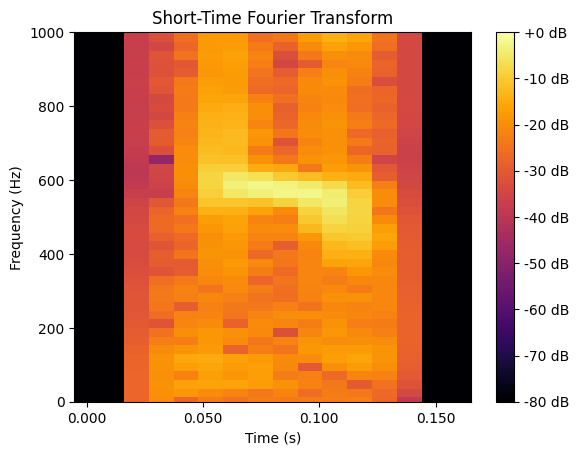 Short-Time Fourier Transform
1000
800
600
400
200
0
Frequency (Hz)
0.000
0.050
0.100
0.150
Time (s)
+0 dB
-10 dB
-20 dB
-30 dB
-40 dB
-50 dB
-60 dB
-70 dB
-80 dB